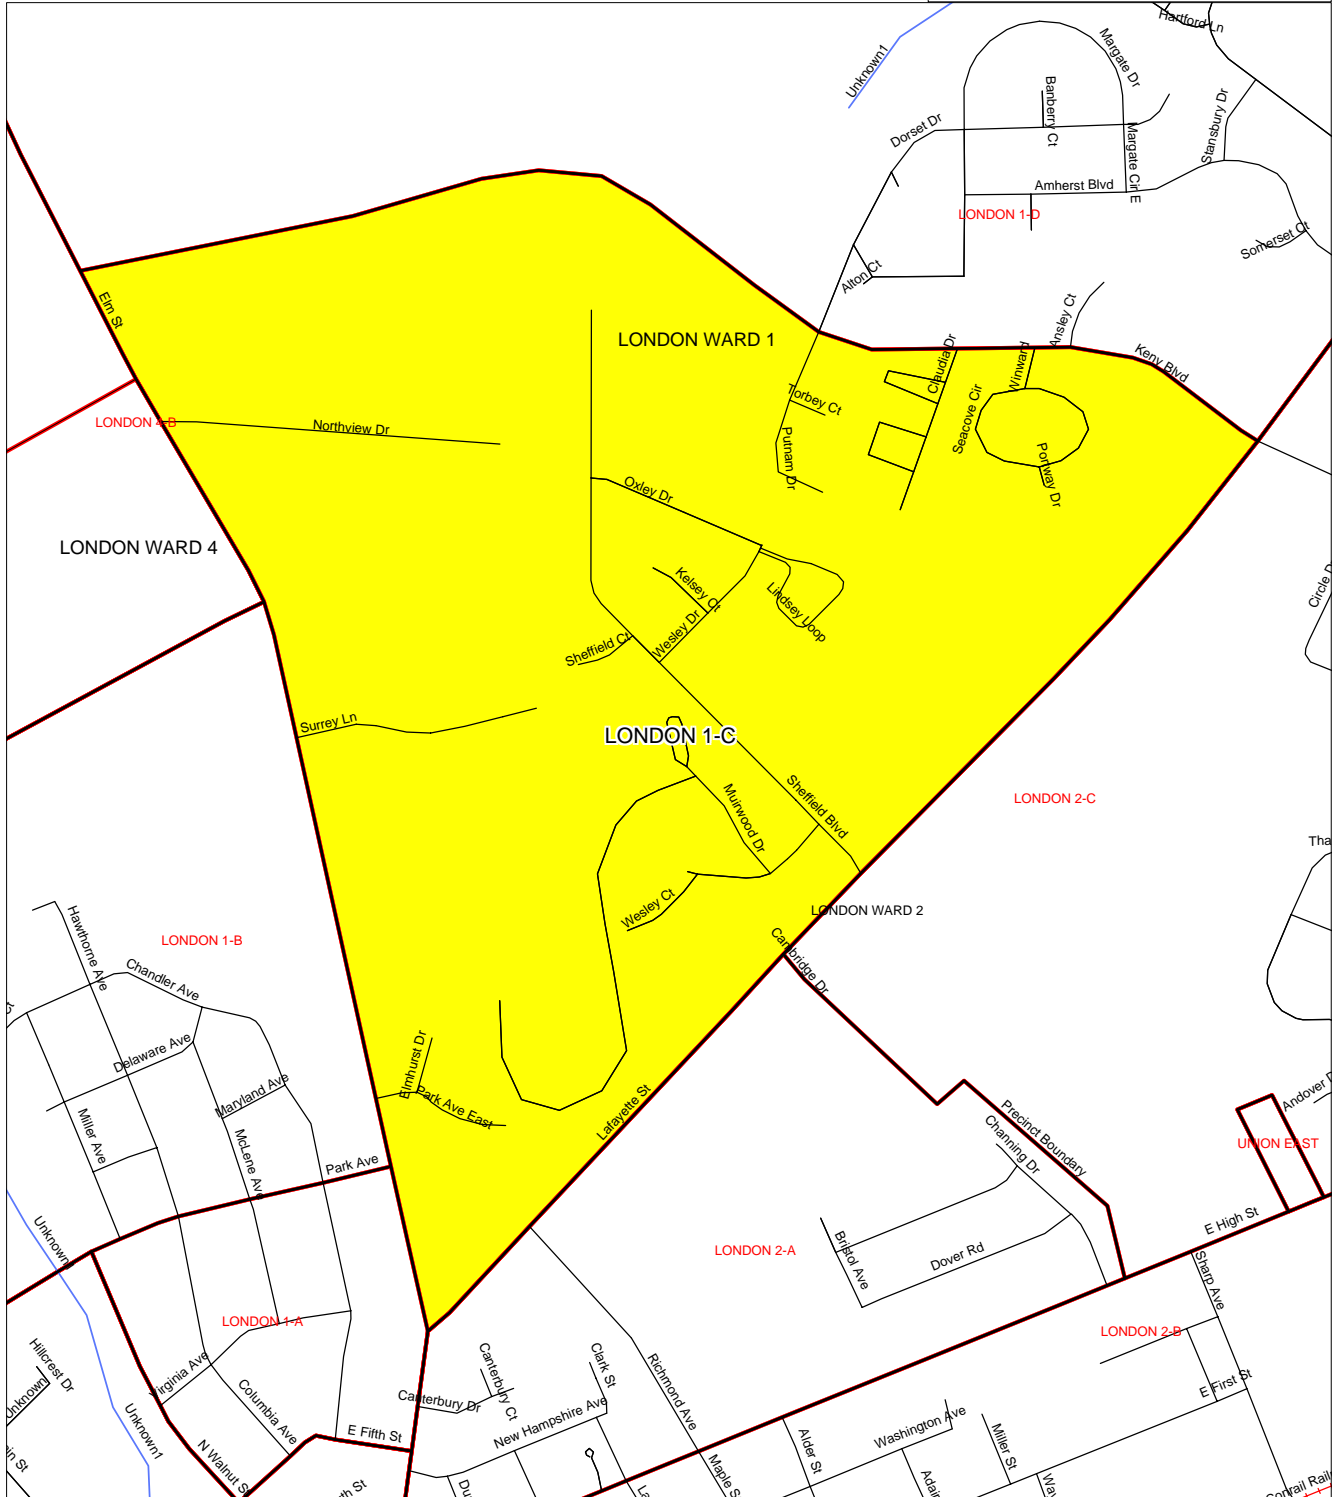 Hartford Ln
Unknown1
Margate Dr
Banberry Ct
Dorset Dr
Stansbury Dr
Margate Cir E
Amherst Blvd
LONDON 1-D
Somerset Ct
Alton Ct
Elm St
Ansley Ct
LONDON WARD 1
Claudia Dr
Winward
Keny Blvd
Torbey Ct
Seacove Cir
LONDON 4-B
Northview Dr
Putnam Dr
Portway Dr
Oxley Dr
LONDON WARD 4
Kelsey Ct
Lindsey Loop
Circle D
Wesley Dr
Sheffield Ct
Surrey Ln
LONDON 1-C
Sheffield Blvd
Muirwood Dr
LONDON 2-C
Tha
Wesley Ct
LONDON WARD 2
Hawthorne Ave
LONDON 1-B
Cambridge Dr
Chandler Ave
Delaware Ave
Elmhurst Dr
Maryland Ave
Park Ave East
Lafayette St
Precinct Boundary
Andover D
Miller Ave
McLene Ave
Channing Dr
UNION EAST
Park Ave
Unknown
E High St
LONDON 2-A
Bristol Ave
Dover Rd
Sharp Ave
LONDON 1-A
LONDON 2-B
Hillcrest Dr
Virginia Ave
Canterbury Ct
Clark St
Richmond Ave
Unknown
Columbia Ave
Canterbury Dr
E First St
Unknown1
E Fifth St
New Hampshire Ave
Washington Ave
Alder St
Miller St
N Walnut S
in St
th St
Du
La
Maple S
Adai
Wa
Conrail Rail